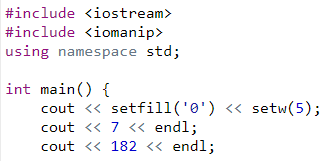 #include <iostream>
#include <iomanip>
using namespace std;

int main() {
    cout << setfill('0') << setw(5);
    cout << 7 << endl;
    cout << 182 << endl;